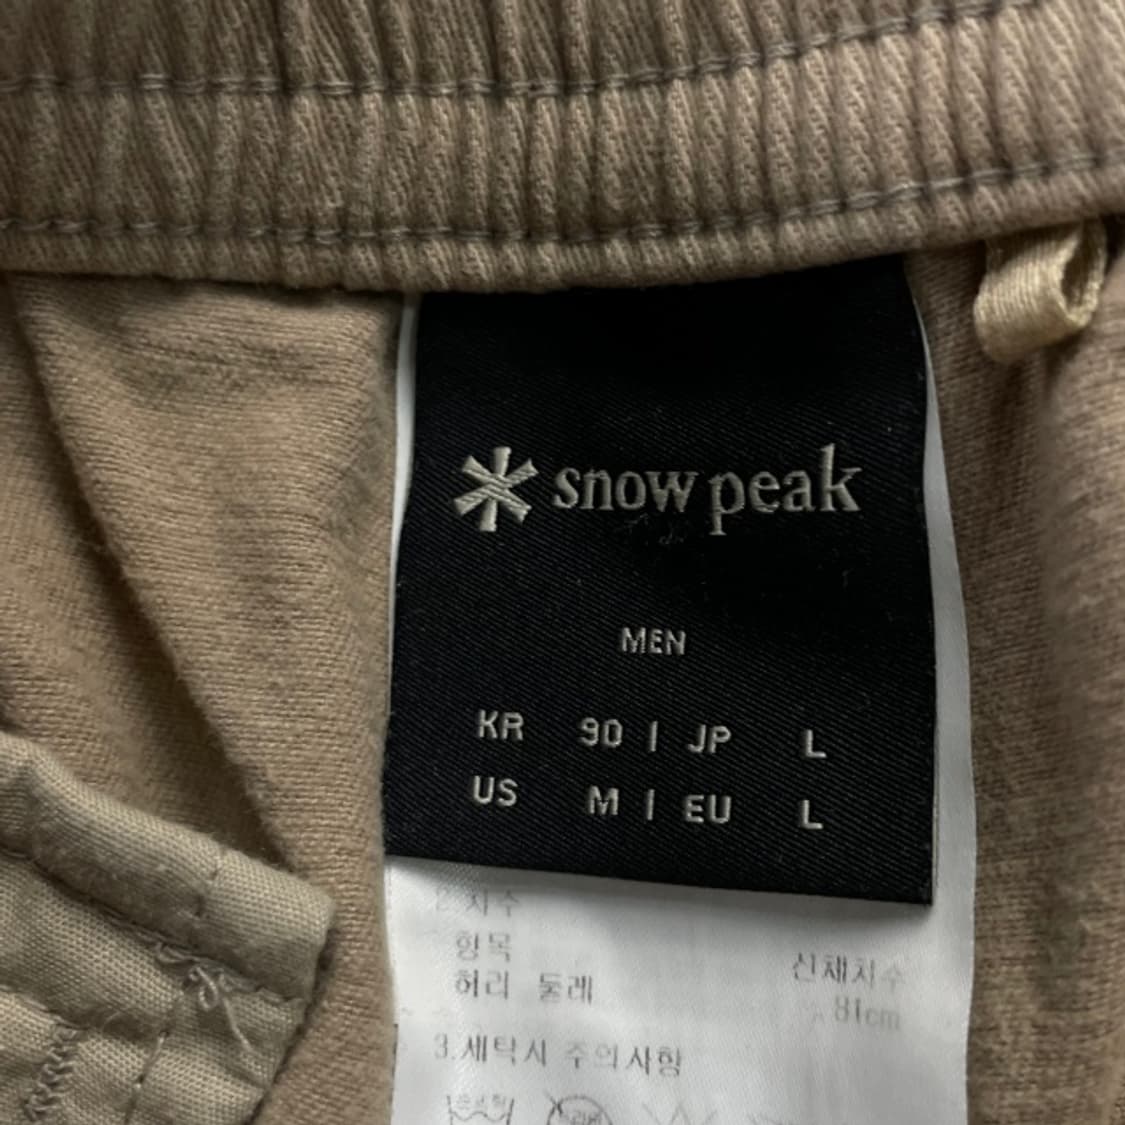 snow peak
MEN
KR 90 | JP L
US M | EU L
2.치수
항목 신체치수
허리 둘레 81cm
3.세탁시 주의사항